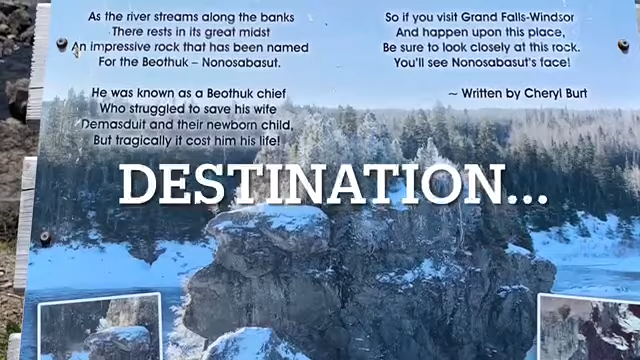 As the river streams along the banks
There rests in its great midst
An impressive rock that has been named
For the Beothuk – Nonosabasut.
He was known as a Beothuk chief
Who struggled to save his wife
Demasduit and their newborn child,
But tragically it cost him his life!
So if you visit Grand Falls-Windsor
And happen upon this place,
Be sure to look closely at this rock.
You'll see Nonosabasut's face!
~ Written by Cheryl Burt
DESTINATION...